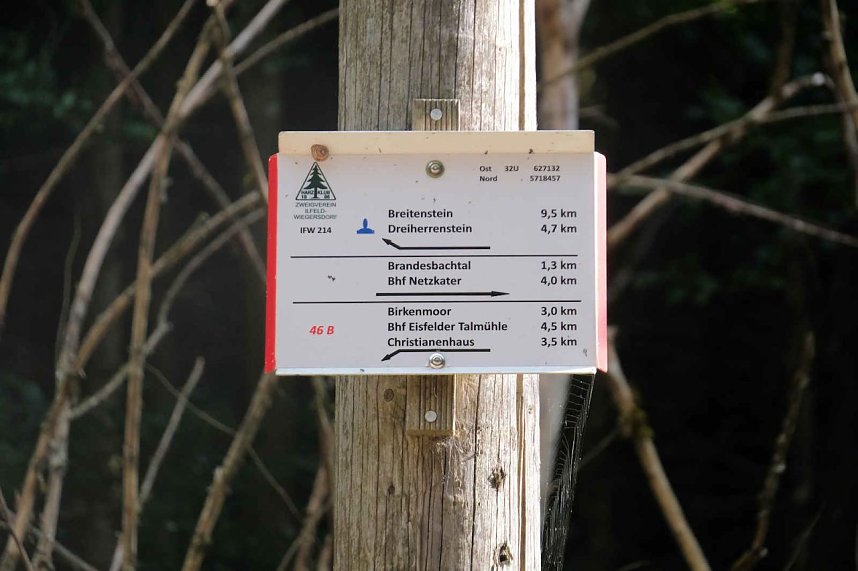 Ost 32U 627132
Nord 5718457
HARZKLUB
ZWEIGVEREIN
ILFELD-
WIEGERSDORF
IFW 214
Breitenstein 9,5 km
Dreiherrenstein 4,7 km
Brandesbachtal 1,3 km
Bhf Netzkater 4,0 km
46 B
Birkenmoor 3,0 km
Bhf Eisfelder Talmühle 4,5 km
Christianenhaus 3,5 km